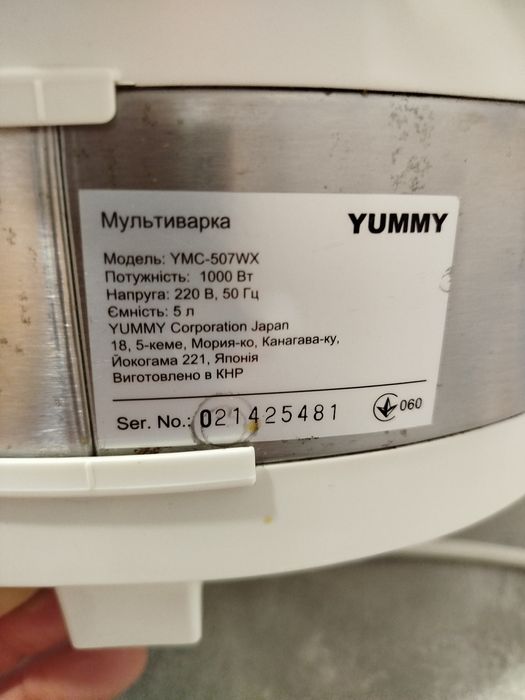 Мультиварка YUMMY
Модель: YMC-507WX
Потужність: 1000 Вт
Напруга: 220 В, 50 Гц
Ємність: 5 л
YUMMY Corporation Japan
18, 5-кеме, Мория-ко, Канагава-ку,
Йокогама 221, Японія
Виготовлено в КНР
Ser. No.: 021425481 060